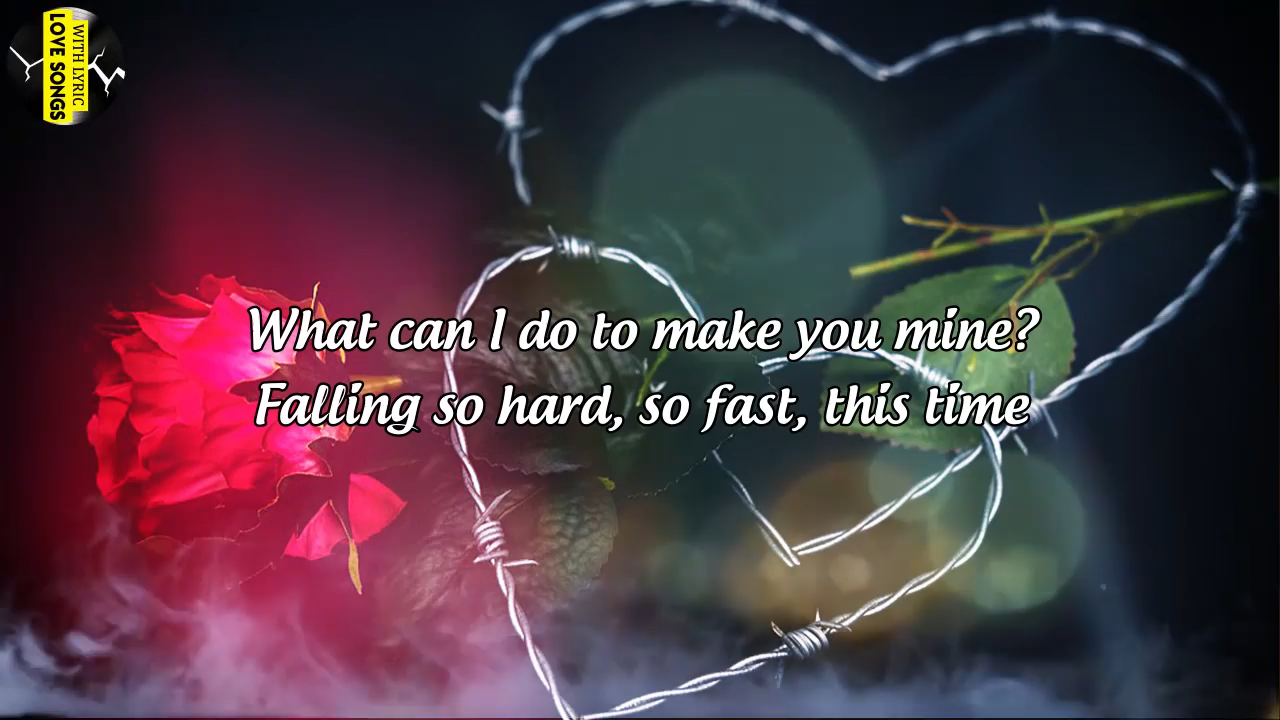 WITH LYRIC
LOVE SONGS
What can I do to make you mine?
Falling so hard, so fast, this time